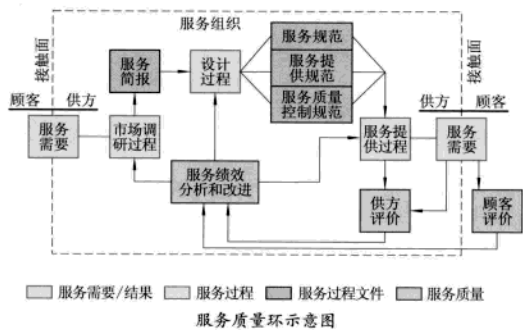 服务组织
接触面
接触面
服务规范
服务提
供规范
服务质量
控制规范
服务
简报
设计
过程
顾客 供方
供方 顾客
服务
需要
市场调
研过程
服务提
供过程
服务
需要
服务绩效
分析和改进
供方
评价
顾客
评价
服务需要/结果 服务过程 服务过程文件 服务质量
服务质量环示意图